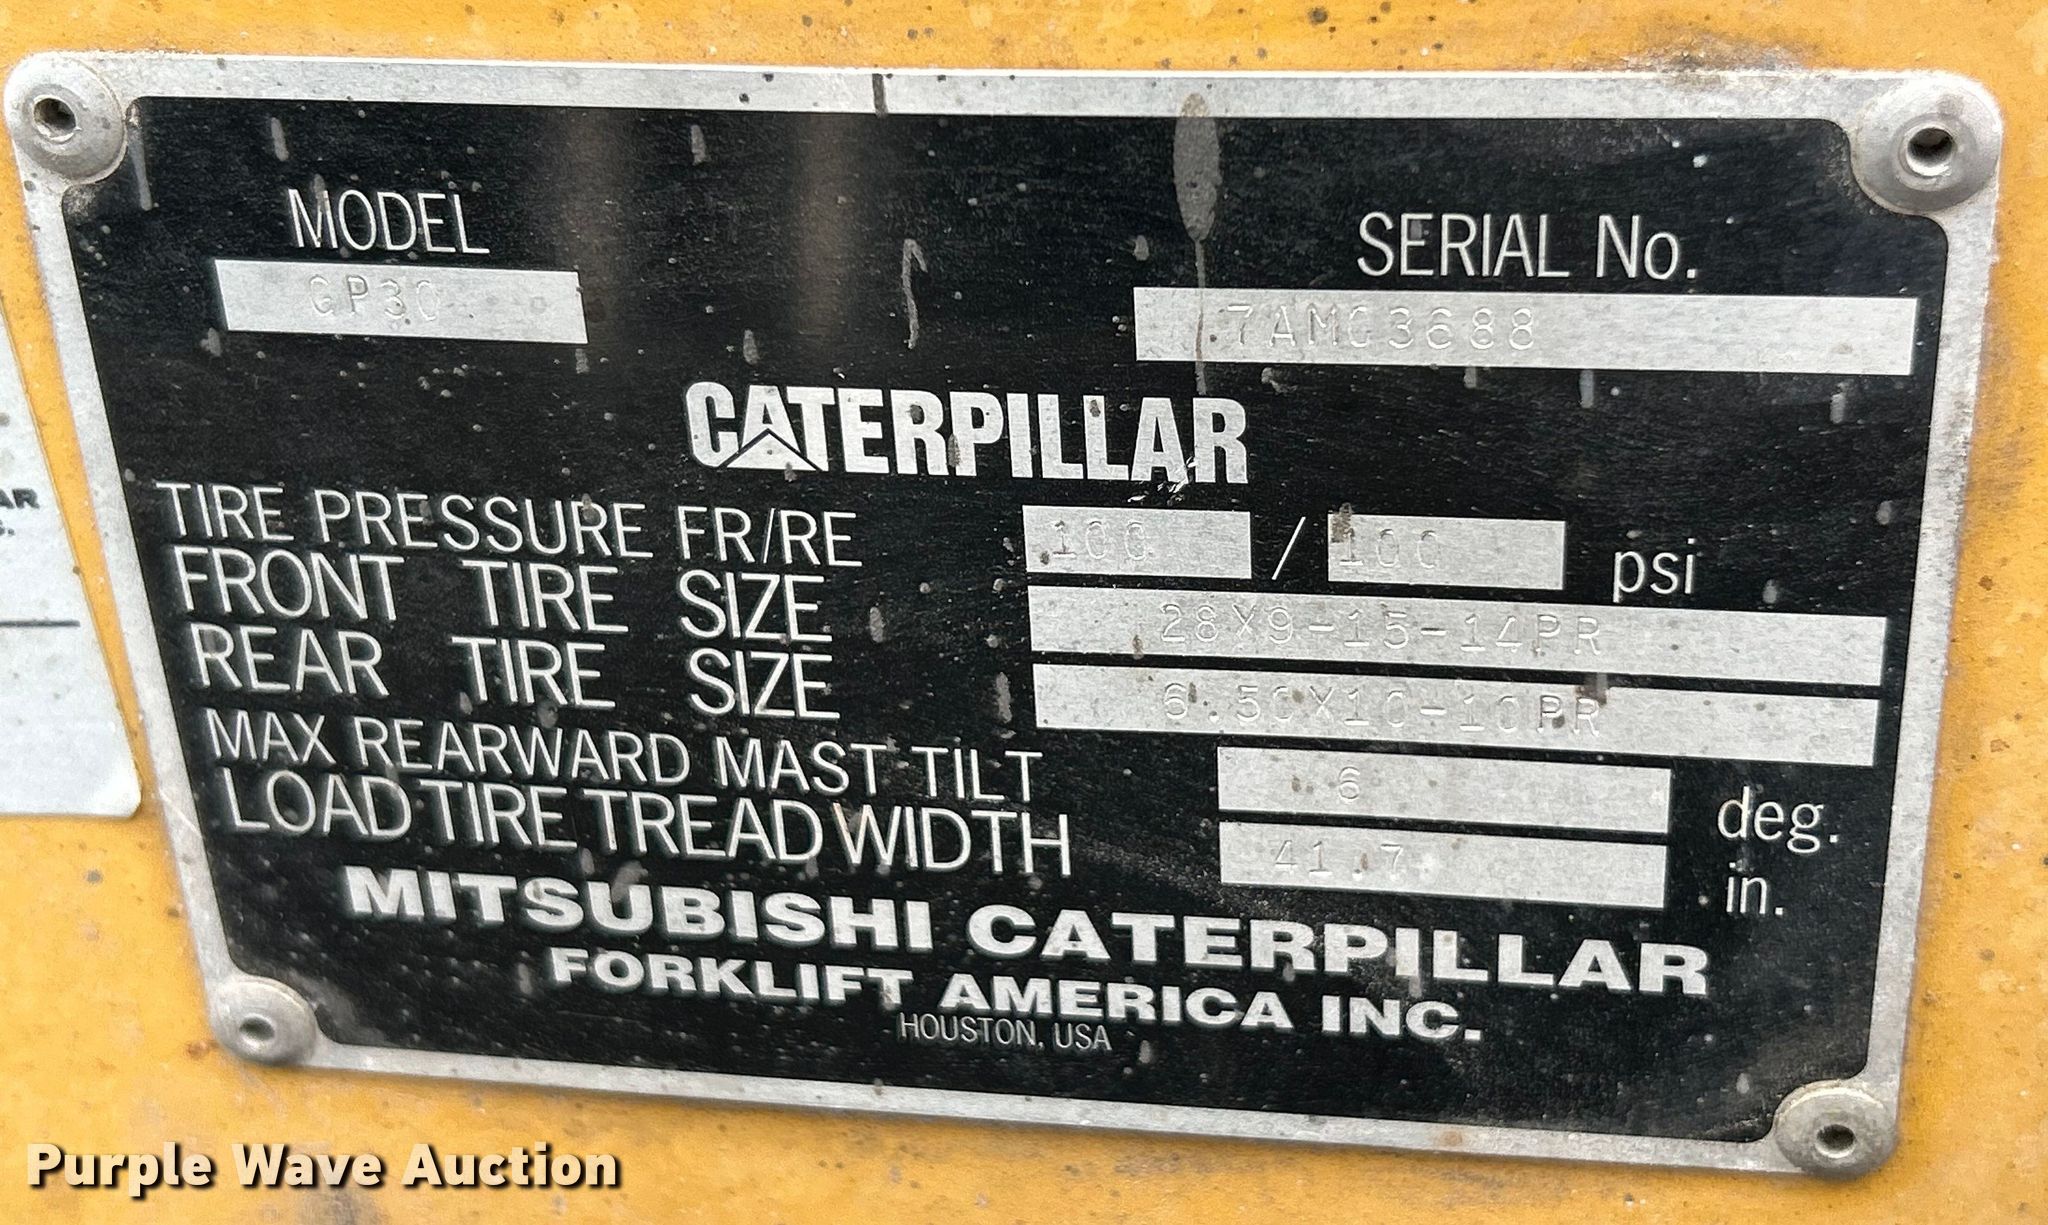 MODEL
GP30
SERIAL No.
7AM03688
CATERPILLAR
TIRE PRESSURE FR/RE 100 / 100 psi
FRONT TIRE SIZE 28X9-15-14PR
REAR TIRE SIZE 6.50X10-10PR
MAX REARWARD MAST TILT 6 deg.
LOAD TIRE TREAD WIDTH 41.7 in.
MITSUBISHI CATERPILLAR
FORKLIFT AMERICA INC.
HOUSTON, USA
AR
Purple Wave Auction